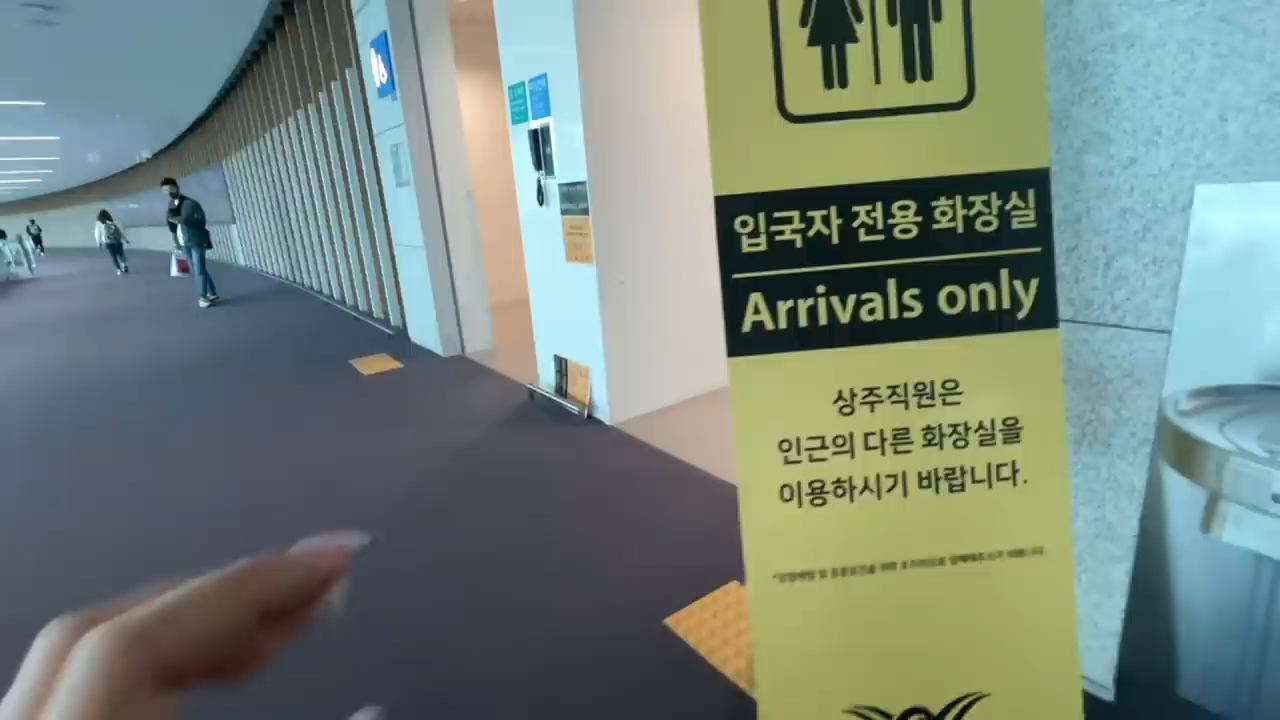 입국자 전용 화장실
Arrivals only
상주직원은
인근의 다른 화장실을
이용하시기 바랍니다.